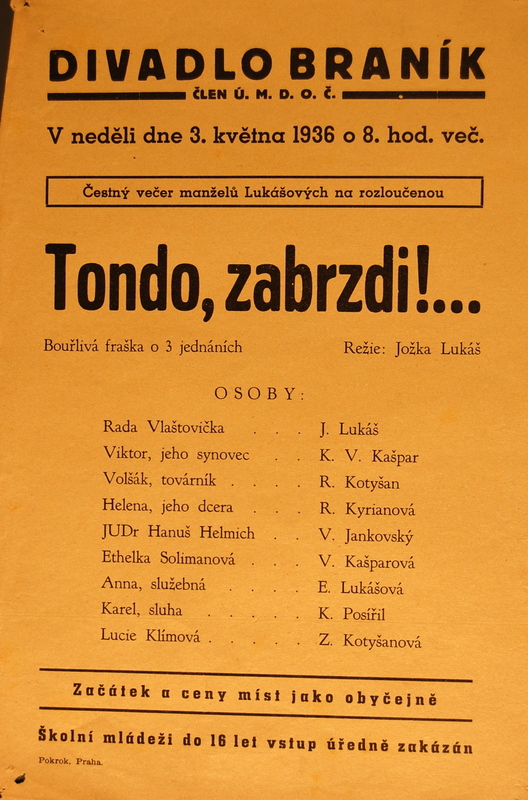 DIVADLO BRANÍK
ČLEN Ú. M. D. O. Č.
V neděli dne 3. května 1936 o 8. hod. več.
Čestný večer manželů Lukášových na rozloučenou
Tondo, zabrzdi!...
Bouřlivá fraška o 3 jednáních Režie: Jožka Lukáš
OSOBY:
Rada Vlaštovička . . . J. Lukáš
Viktor, jeho synovec . . K. V. Kašpar
Volšák, továrník . . . . R. Kotyšan
Helena, jeho dcera . . . R. Kyrianová
JUDr Hanuš Helmich . . V. Jankovský
Ethelka Solimanová . . . V. Kašparová
Anna, služebná . . . . E. Lukášová
Karel, sluha . . . . . K. Posířil
Lucie Klímová . . . . . Z. Kotyšanová
Začátek a ceny míst jako obyčejně
Školní mládeži do 16 let vstup úředně zakázán
Pokrok, Praha.